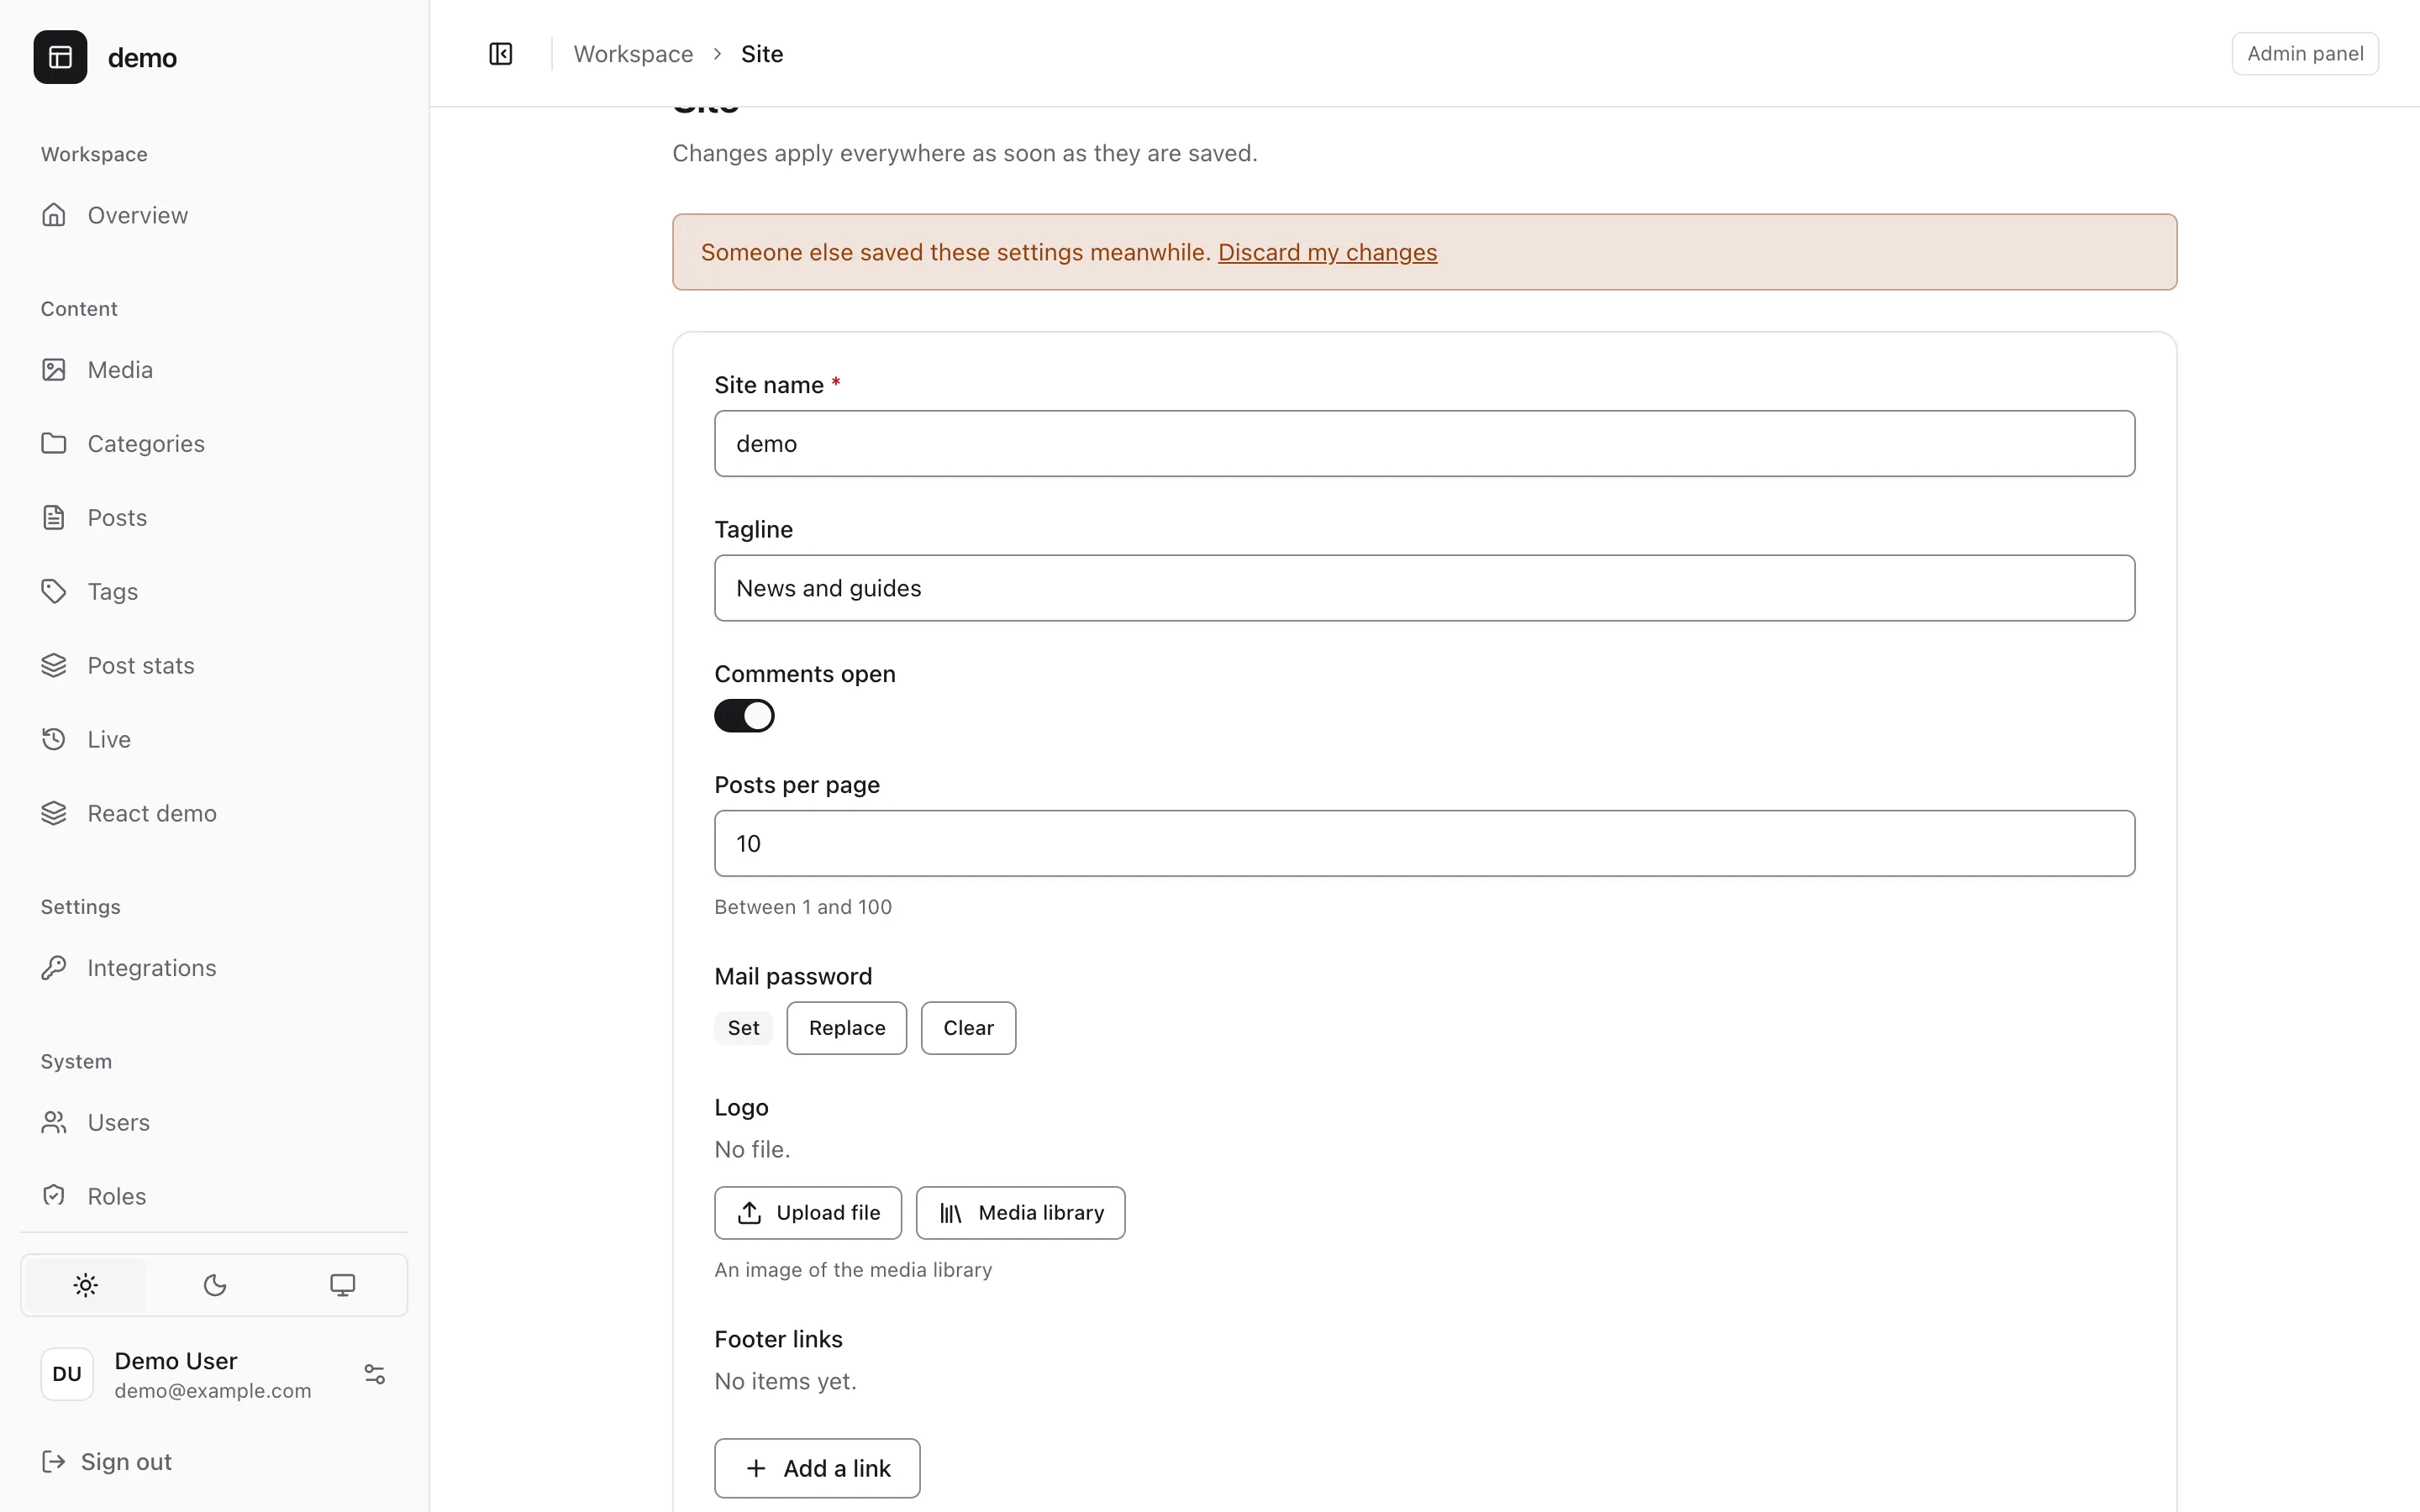 demo
Workspace
Overview
Content
Media
Categories
Posts
Tags
Post stats
Live
React demo
Settings
Integrations
System
Users
Roles
DU
Demo User
demo@example.com
Sign out
Workspace > Site
Admin panel
Site
Changes apply everywhere as soon as they are saved.
Someone else saved these settings meanwhile. Discard my changes
Site name *
demo
Tagline
News and guides
Comments open
Posts per page
10
Between 1 and 100
Mail password
Set Replace Clear
Logo
No file.
Upload file Media library
An image of the media library
Footer links
No items yet.
+ Add a link